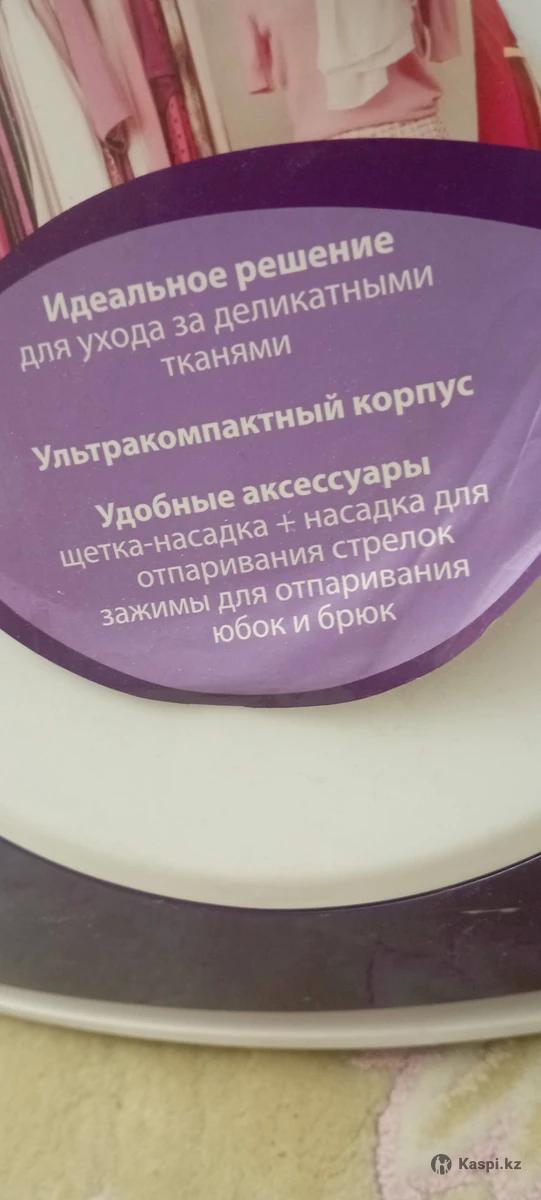 Идеальное решение
для ухода за деликатными
тканями
Ультракомпактный корпус
Удобные аксессуары
щетка-насадка + насадка для
отпаривания стрелок
зажимы для отпаривания
юбок и брюк
Kaspi.kz